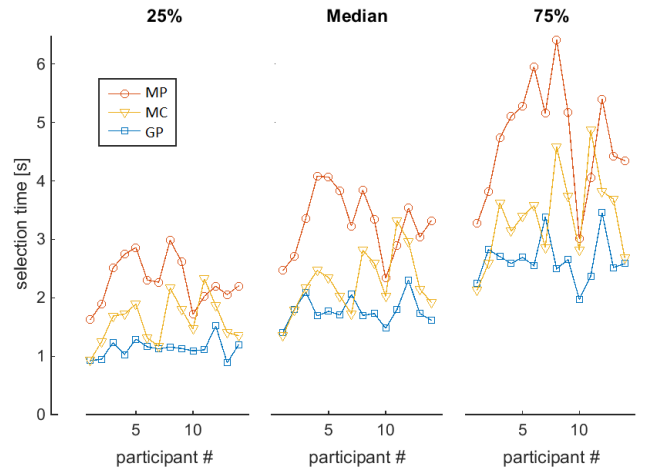 25% Median 75%
6
5
4
3
2
1
0
selection time [s]
MP
MC
GP
5 10 5 10 5 10
participant # participant # participant #